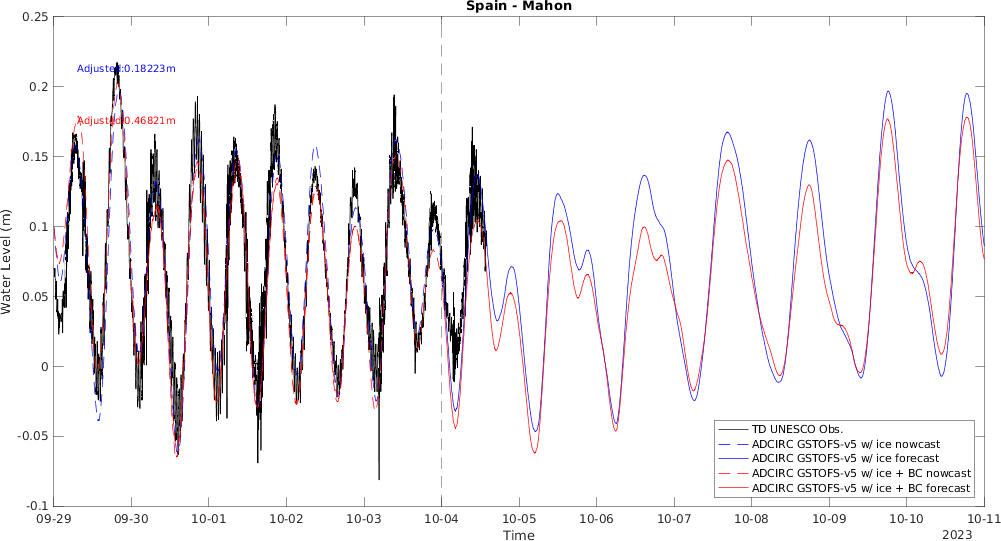 Spain - Mahon
0.25
0.2
0.15
0.1
0.05
0
-0.05
-0.1
Water Level (m)
Adjusted:0.18223m
Adjusted:0.46821m
TD UNESCO Obs.
ADCIRC GSTOFS-v5 w/ ice nowcast
ADCIRC GSTOFS-v5 w/ ice forecast
ADCIRC GSTOFS-v5 w/ ice + BC nowcast
ADCIRC GSTOFS-v5 w/ ice + BC forecast
09-29 09-30 10-01 10-02 10-03 10-04 10-05 10-06 10-07 10-08 10-09 10-10 10-11
Time
2023